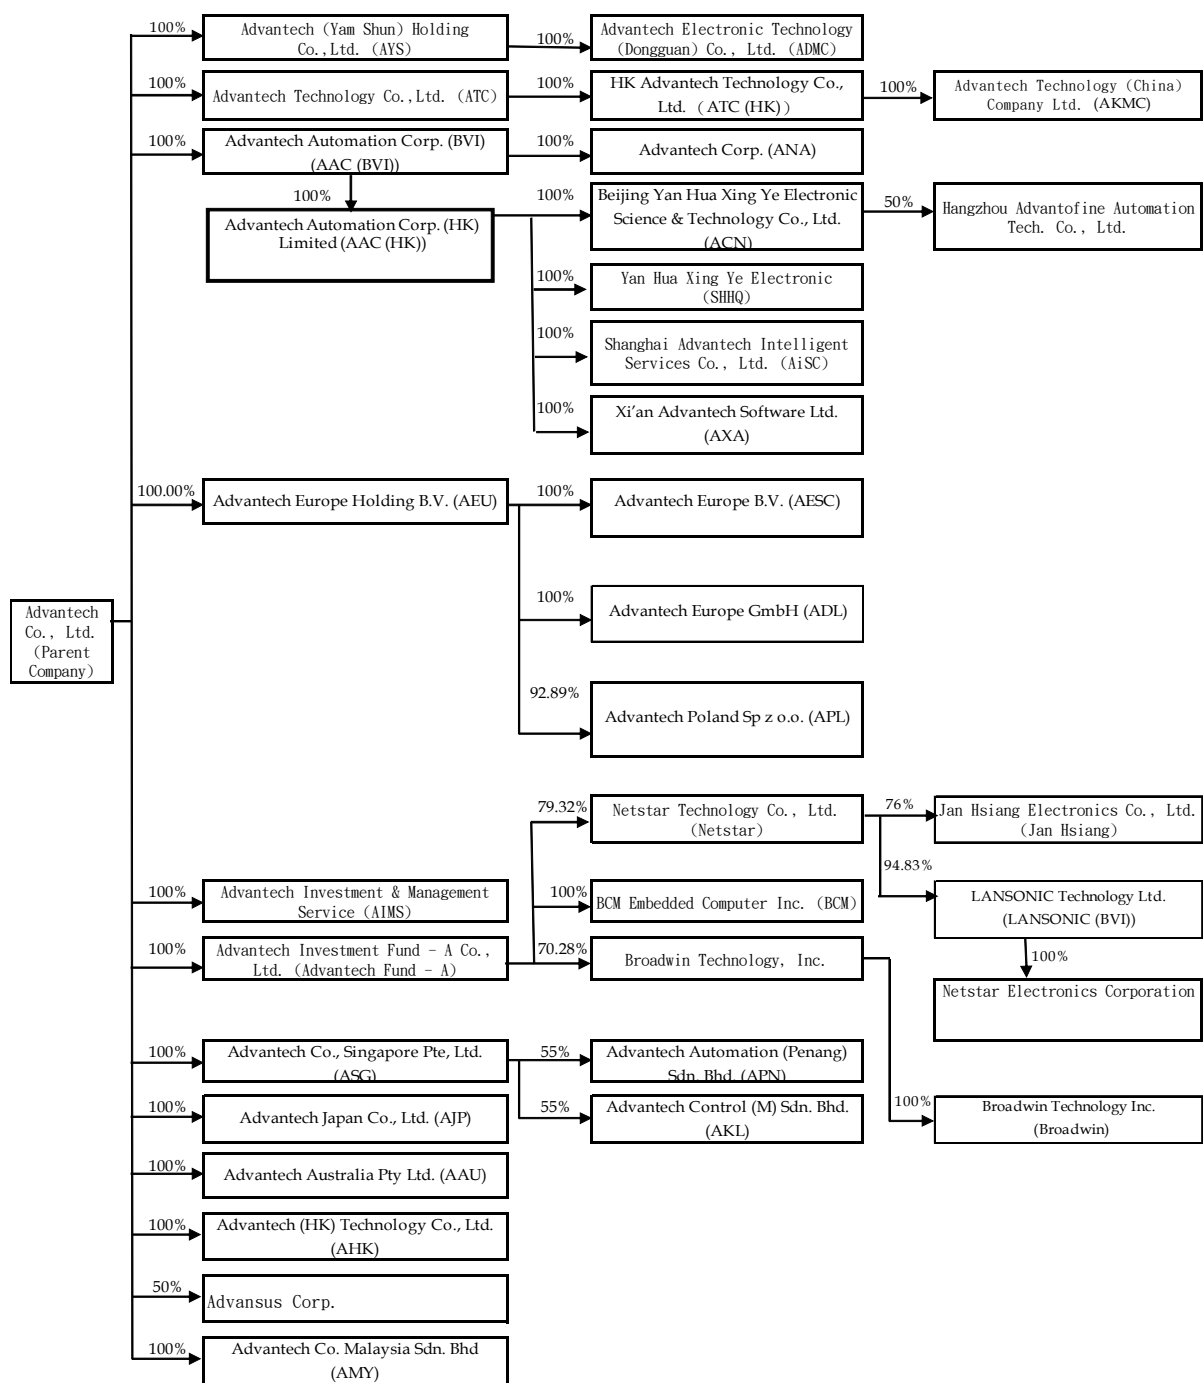 100%
Advantech (Yam Shun) Holding
Co.,Ltd. (AYS)
100%
Advantech Electronic Technology
(Dongguan) Co., Ltd. (ADMC)
100%
Advantech Technology Co.,Ltd. (ATC)
100%
HK Advantech Technology Co.,
Ltd. ( ATC (HK) )
100%
Advantech Technology (China)
Company Ltd. (AKMC)
100%
Advantech Automation Corp. (BVI)
(AAC (BVI))
100%
Advantech Corp. (ANA)
100%
Advantech Automation Corp. (HK)
Limited (AAC (HK))
100%
Beijing Yan Hua Xing Ye Electronic
Science & Technology Co., Ltd.
(ACN)
50%
Hangzhou Advantofine Automation
Tech. Co., Ltd.
100%
Yan Hua Xing Ye Electronic
(SHHQ)
100%
Shanghai Advantech Intelligent
Services Co., Ltd. (AiSC)
100%
Xi’an Advantech Software Ltd.
(AXA)
100.00%
Advantech Europe Holding B.V. (AEU)
100%
Advantech Europe B.V. (AESC)
100%
Advantech Europe GmbH (ADL)
92.89%
Advantech Poland Sp z o.o. (APL)
Advantech
Co., Ltd.
(Parent
Company)
79.32%
Netstar Technology Co., Ltd.
(Netstar)
76%
Jan Hsiang Electronics Co., Ltd.
(Jan Hsiang)
94.83%
LANSONIC Technology Ltd.
(LANSONIC (BVI))
100%
Netstar Electronics Corporation
100%
Advantech Investment & Management
Service (AIMS)
100%
BCM Embedded Computer Inc. (BCM)
100%
Advantech Investment Fund - A Co.,
Ltd. (Advantech Fund - A)
70.28%
Broadwin Technology, Inc.
100%
Broadwin Technology Inc.
(Broadwin)
100%
Advantech Co., Singapore Pte, Ltd.
(ASG)
55%
Advantech Automation (Penang)
Sdn. Bhd. (APN)
55%
Advantech Control (M) Sdn. Bhd.
(AKL)
100%
Advantech Japan Co., Ltd. (AJP)
100%
Advantech Australia Pty Ltd. (AAU)
100%
Advantech (HK) Technology Co., Ltd.
(AHK)
50%
Advansus Corp.
100%
Advantech Co. Malaysia Sdn. Bhd
(AMY)